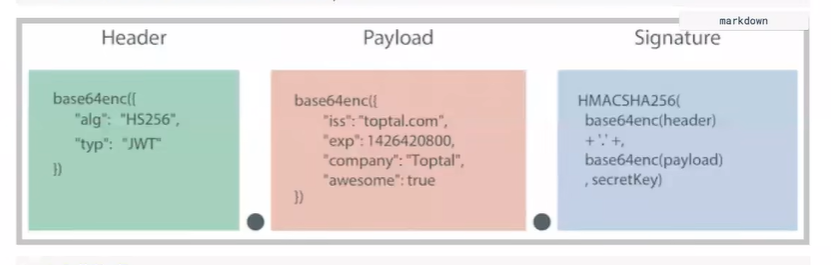 markdown
Header
Payload
Signature
base64enc({
"alg": "HS256",
"typ": "JWT"
})
base64enc({
"iss": "toptal.com",
"exp": 1426420800,
"company": "Toptal",
"awesome": true
})
HMACSHA256(
base64enc(header)
+ '.' +,
base64enc(payload)
, secretKey)